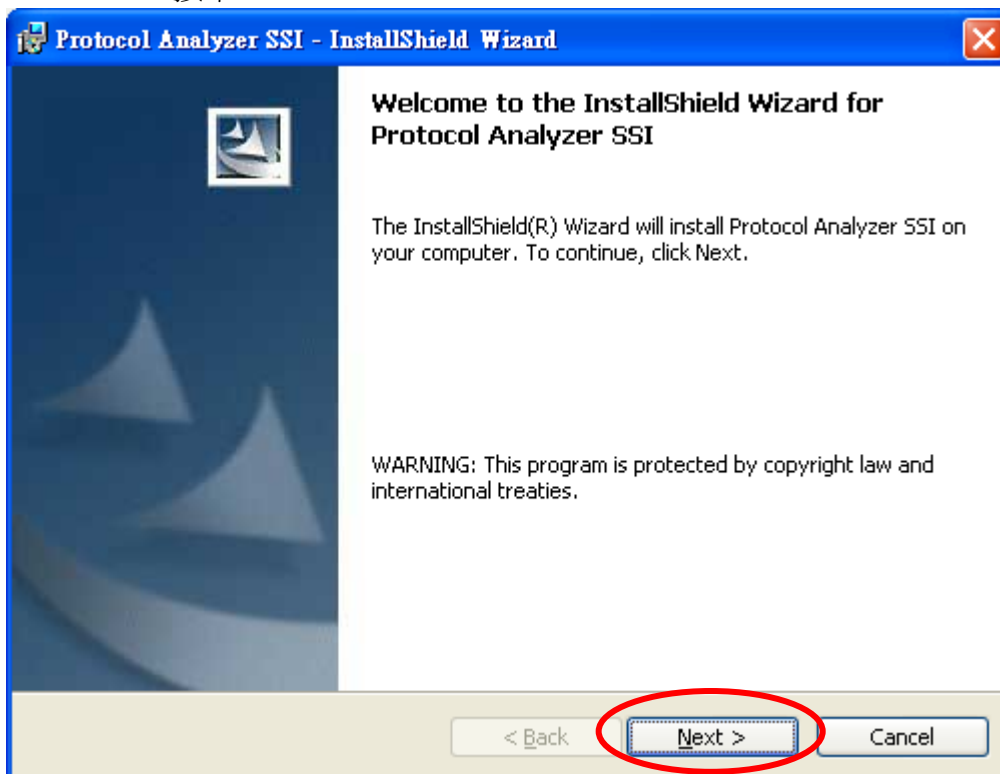 Protocol Analyzer SSI - InstallShield Wizard
Welcome to the InstallShield Wizard for
Protocol Analyzer SSI
The InstallShield(R) Wizard will install Protocol Analyzer SSI on
your computer. To continue, click Next.
WARNING: This program is protected by copyright law and
international treaties.
< Back
Next >
Cancel